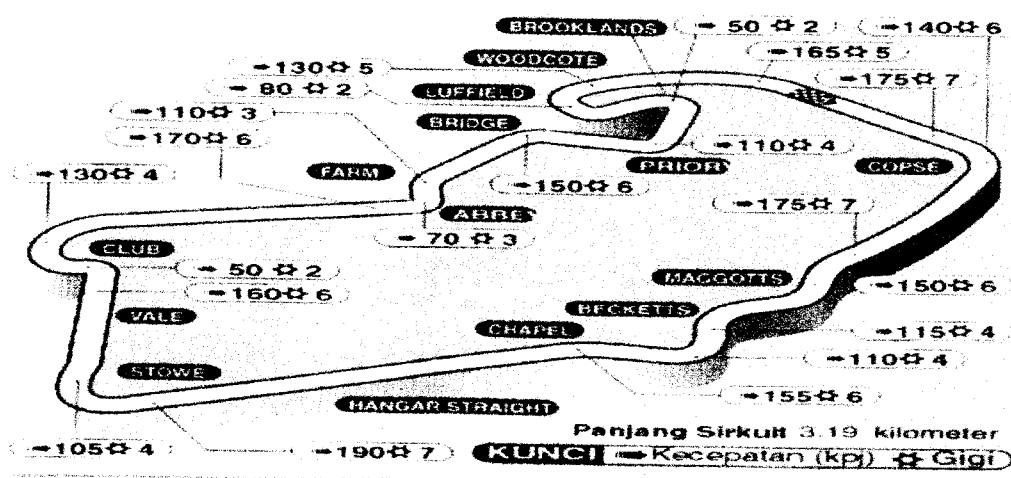 BROOKLANDS
50 2
140 6
WOODCOTE
165 5
130 5
175 7
80 2
LUFFIELD
110 3
BRIDGE
170 6
110 4
FARM
PRIORY
COPSE
130 4
150 6
175 7
ABBEY
70 3
CLUB
50 2
MAGGOTTS
160 6
150 6
BECKETTS
VALE
CHAPEL
115 4
110 4
STOWE
155 6
HANGAR STRAIGHT
Panjang Sirkuit 3.19 kilometer
105 4
190 7
KUNCI Kecepatan (kpj) Gigi